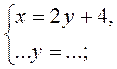 x = 2y + 4,
...y = ...;